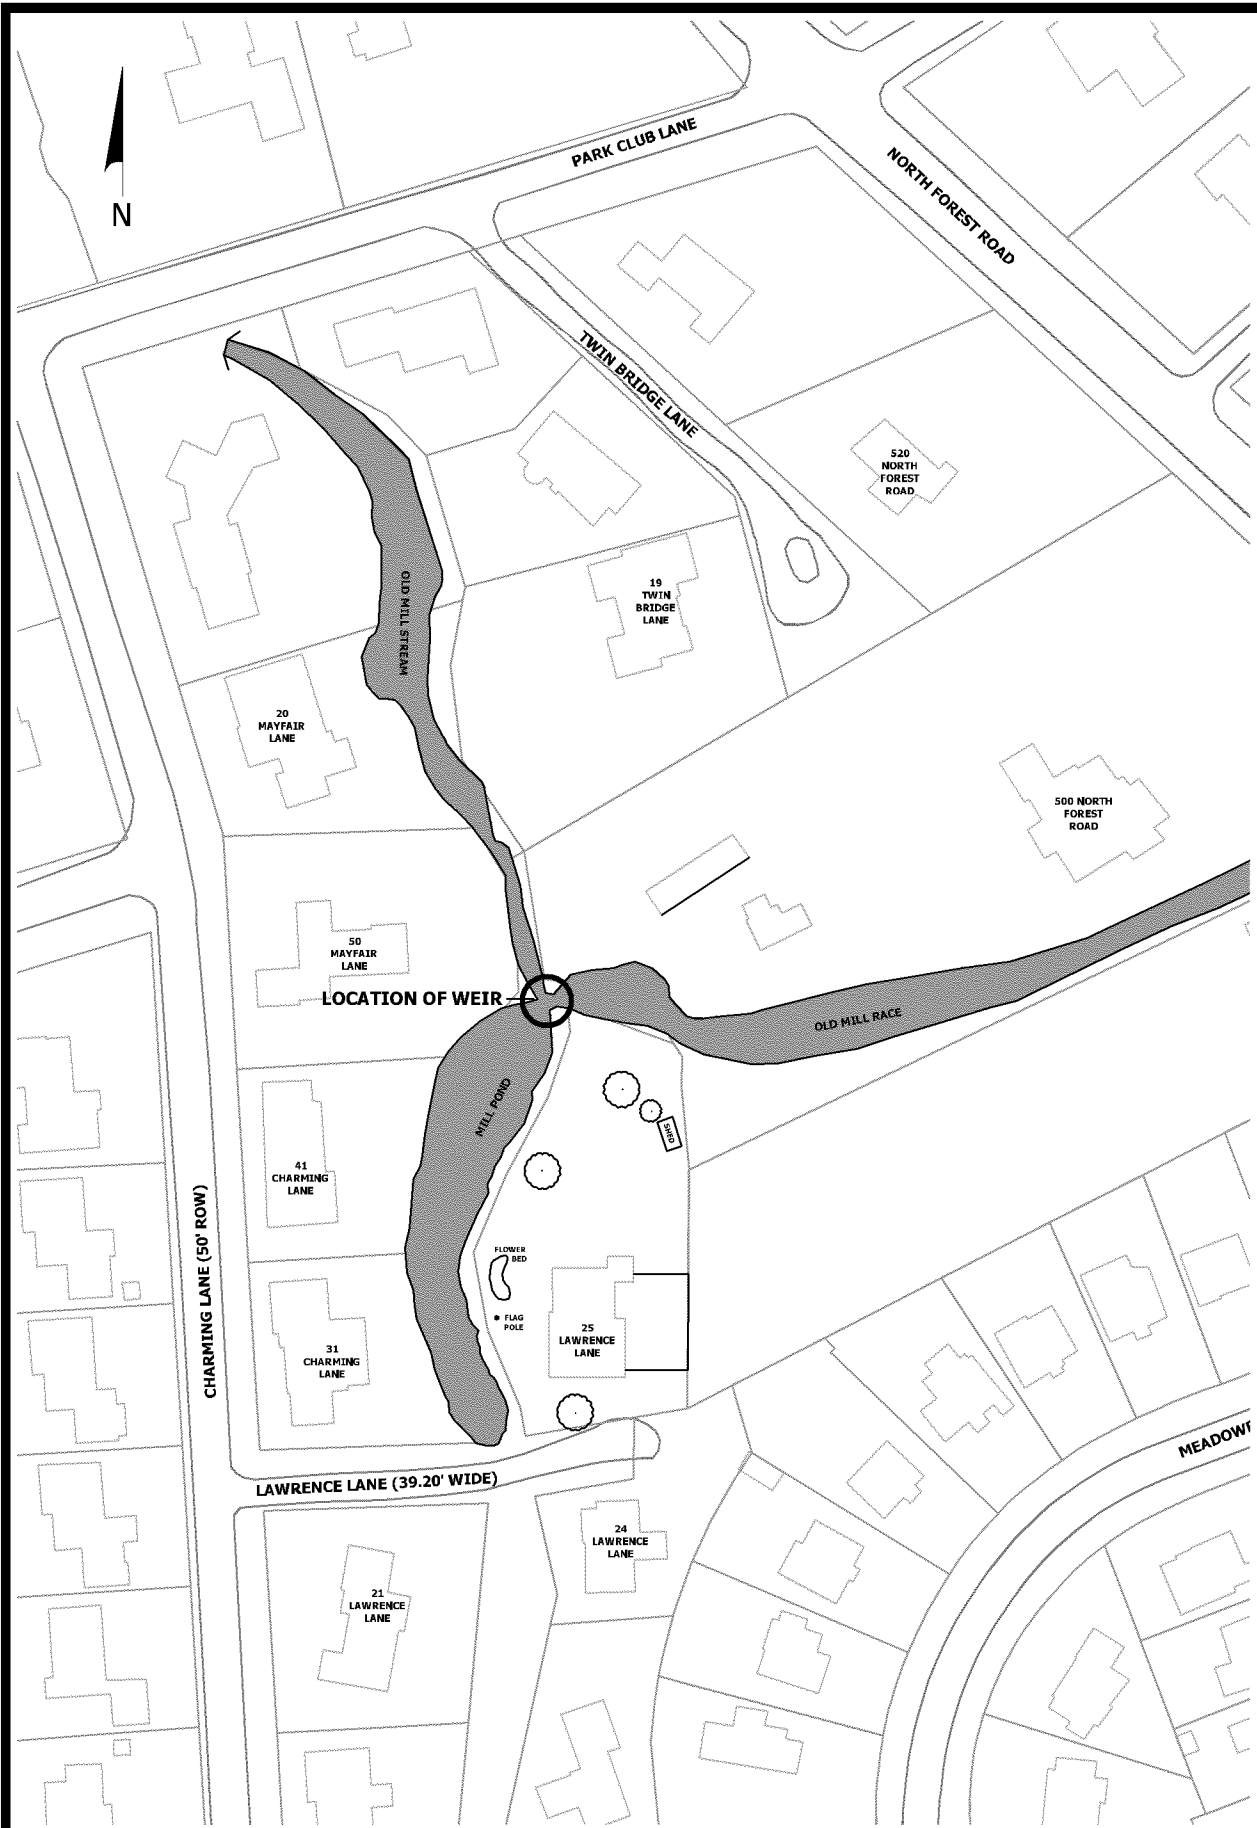 PARK CLUB LANE
NORTH FOREST ROAD
N
TWIN BRIDGE LANE
520
NORTH
FOREST
ROAD
OLD MILL STREAM
19
TWIN
BRIDGE
LANE
20
MAYFAIR
LANE
500 NORTH
FOREST
ROAD
50
MAYFAIR
LANE
LOCATION OF WEIR
OLD MILL RACE
MILL POND
SHED
41
CHARMING
LANE
CHARMING LANE (50' ROW)
FLOWER
BED
FLAG
POLE
25
LAWRENCE
LANE
31
CHARMING
LANE
MEADOW
LAWRENCE LANE (39.20' WIDE)
24
LAWRENCE
LANE
21
LAWRENCE
LANE